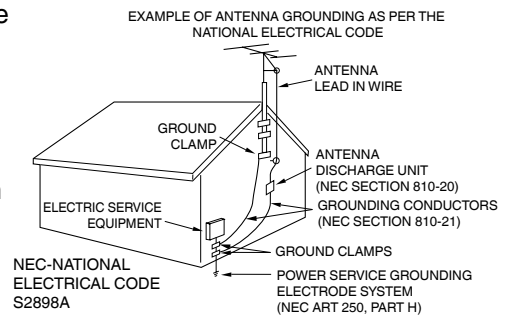 e
EXAMPLE OF ANTENNA GROUNDING AS PER THE
NATIONAL ELECTRICAL CODE
ANTENNA
LEAD IN WIRE
GROUND
CLAMP
ANTENNA
DISCHARGE UNIT
(NEC SECTION 810-20)
ELECTRIC SERVICE
EQUIPMENT
GROUNDING CONDUCTORS
(NEC SECTION 810-21)
GROUND CLAMPS
NEC-NATIONAL
ELECTRICAL CODE
S2898A
POWER SERVICE GROUNDING
ELECTRODE SYSTEM
(NEC ART 250, PART H)